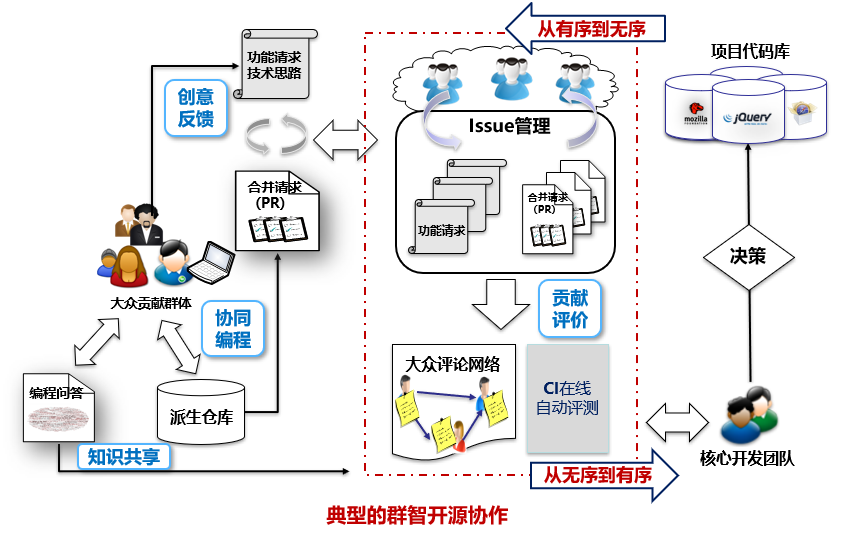 从有序到无序
功能请求
技术思路
项目代码库
创意
反馈
mozilla
FOUNDATION
jQuery
Issue管理
合并请求
（PR）
功能请求
合并请求
（PR）
决策
大众贡献群体
协同
编程
贡献
评价
编程问答
派生仓库
大众评论网络
CI在线
自动评测
知识共享
核心开发团队
从无序到有序
典型的群智开源协作